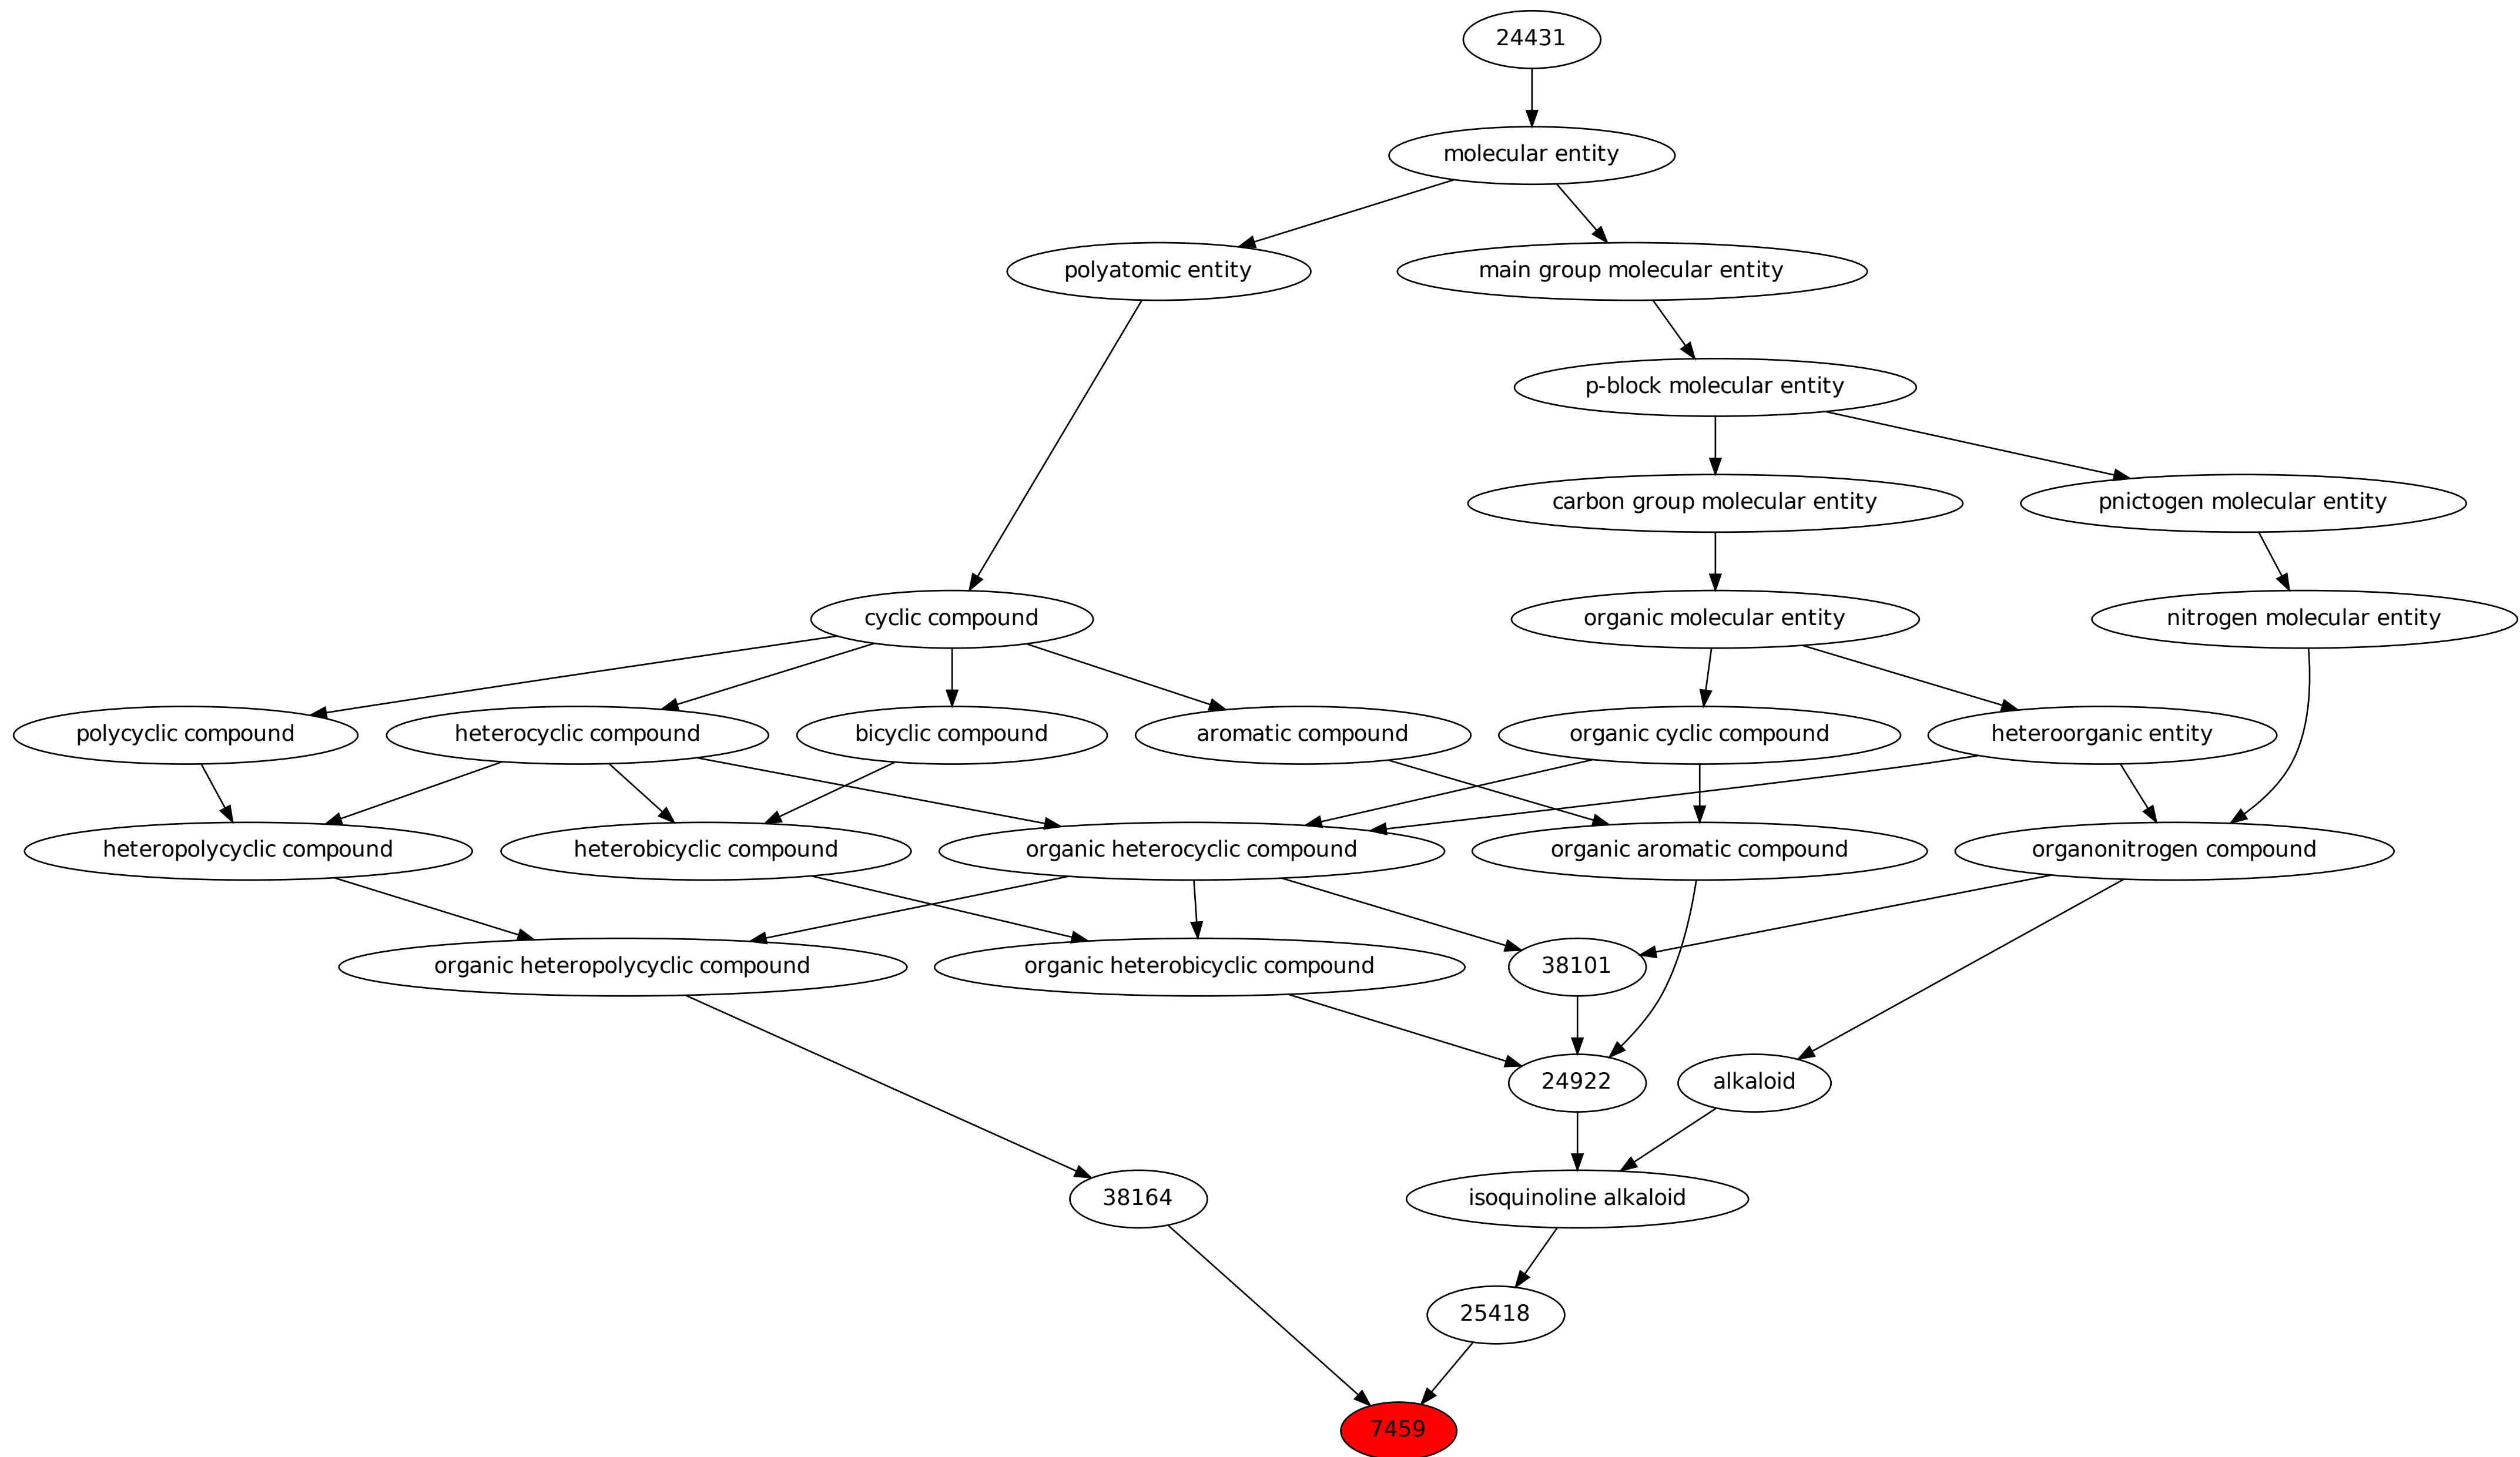 24431
molecular entity
polyatomic entity
main group molecular entity
p-block molecular entity
carbon group molecular entity
pnictogen molecular entity
cyclic compound
organic molecular entity
nitrogen molecular entity
polycyclic compound
heterocyclic compound
bicyclic compound
aromatic compound
organic cyclic compound
heteroorganic entity
heteropolycyclic compound
heterobicyclic compound
organic heterocyclic compound
organic aromatic compound
organonitrogen compound
organic heteropolycyclic compound
organic heterobicyclic compound
38101
24922
alkaloid
38164
isoquinoline alkaloid
25418
7459